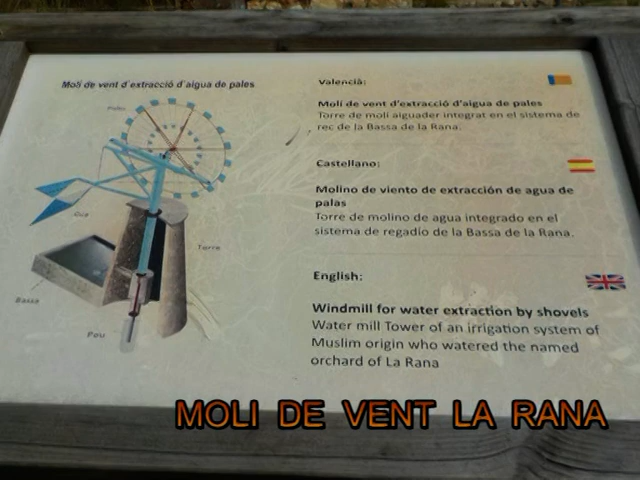 Molí de vent d'extracció d'aigua de pales
Pales
Cua
Torre
Bassa
Pou
Valencià:
Molí de vent d'extracció d'aigua de pales
Torre de molí aiguader integrat en el sistema de
rec de la Bassa de la Rana.
Castellano:
Molino de viento de extracción de agua de
palas
Torre de molino de agua integrado en el
sistema de regadío de la Bassa de la Rana.
English:
Windmill for water extraction by shovels
Water mill Tower of an irrigation system of
Muslim origin who watered the named
orchard of La Rana
MOLI DE VENT LA RANA